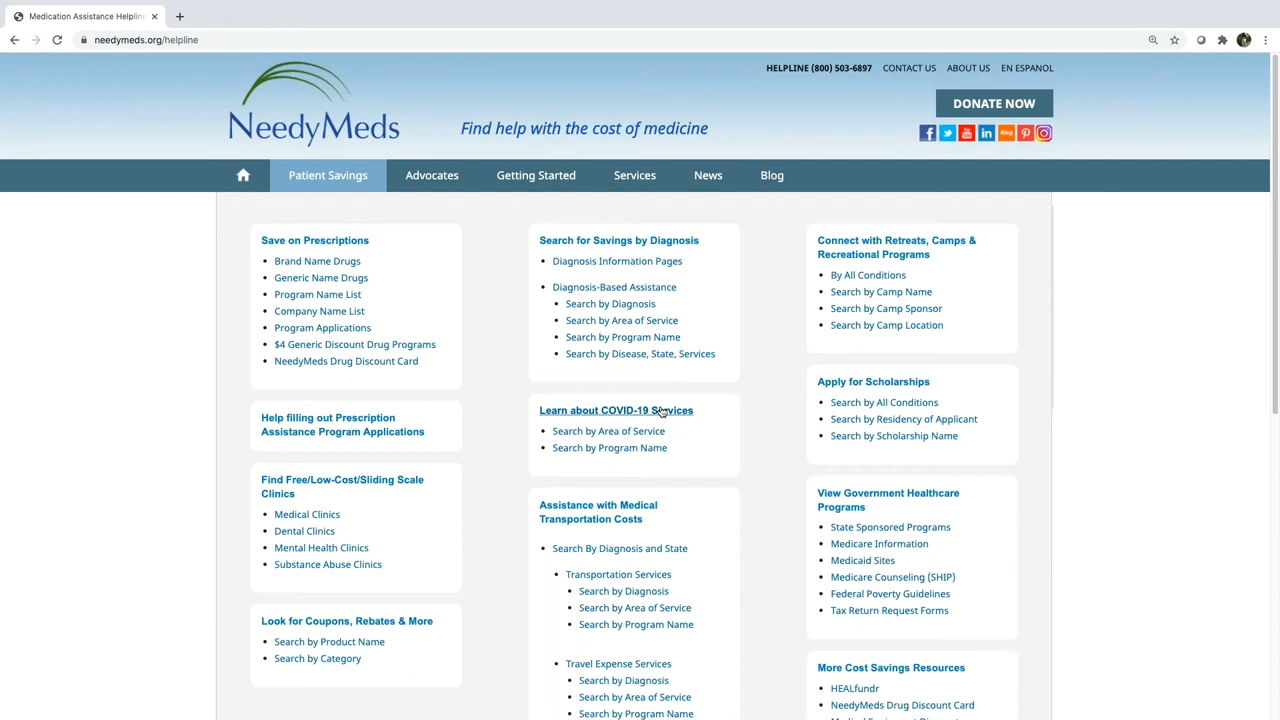 Medication Assistance Helpline
needymeds.org/helpline
HELPLINE (800) 503-6897 CONTACT US ABOUT US EN ESPANOL
DONATE NOW
NeedyMeds
Find help with the cost of medicine
Blog
Patient Savings Advocates Getting Started Services News Blog
Save on Prescriptions
Brand Name Drugs
Generic Name Drugs
Program Name List
Company Name List
Program Applications
$4 Generic Discount Drug Programs
NeedyMeds Drug Discount Card
Help filling out Prescription
Assistance Program Applications
Find Free/Low-Cost/Sliding Scale
Clinics
Medical Clinics
Dental Clinics
Mental Health Clinics
Substance Abuse Clinics
Look for Coupons, Rebates & More
Search by Product Name
Search by Category
Search for Savings by Diagnosis
Diagnosis Information Pages
Diagnosis-Based Assistance
Search by Diagnosis
Search by Area of Service
Search by Program Name
Search by Disease, State, Services
Learn about COVID-19 Services
Search by Area of Service
Search by Program Name
Assistance with Medical
Transportation Costs
Search By Diagnosis and State
Transportation Services
Search by Diagnosis
Search by Area of Service
Search by Program Name
Travel Expense Services
Search by Diagnosis
Search by Area of Service
Search by Program Name
Connect with Retreats, Camps &
Recreational Programs
By All Conditions
Search by Camp Name
Search by Camp Sponsor
Search by Camp Location
Apply for Scholarships
Search by All Conditions
Search by Residency of Applicant
Search by Scholarship Name
View Government Healthcare
Programs
State Sponsored Programs
Medicare Information
Medicaid Sites
Medicare Counseling (SHIP)
Federal Poverty Guidelines
Tax Return Request Forms
More Cost Savings Resources
HEALfundr
NeedyMeds Drug Discount Card